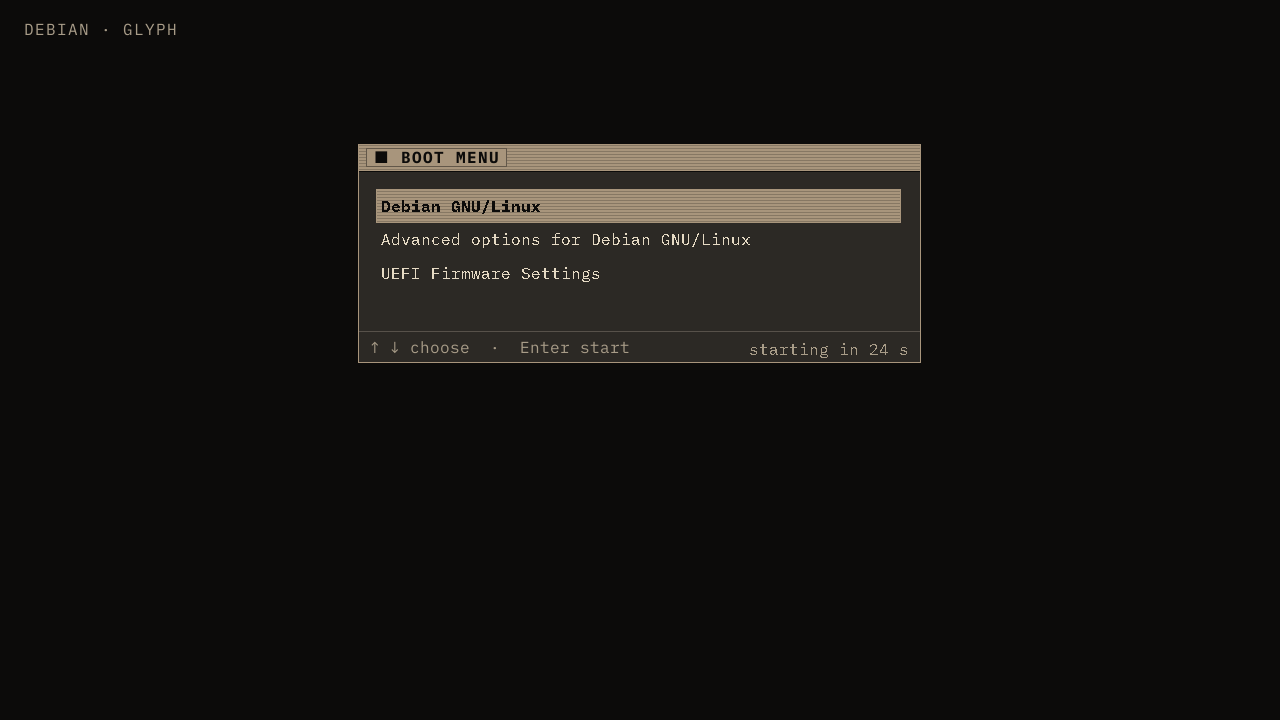 DEBIAN · GLYPH
■ BOOT MENU
Debian GNU/Linux
Advanced options for Debian GNU/Linux
UEFI Firmware Settings
↑ ↓ choose · Enter start
starting in 24 s